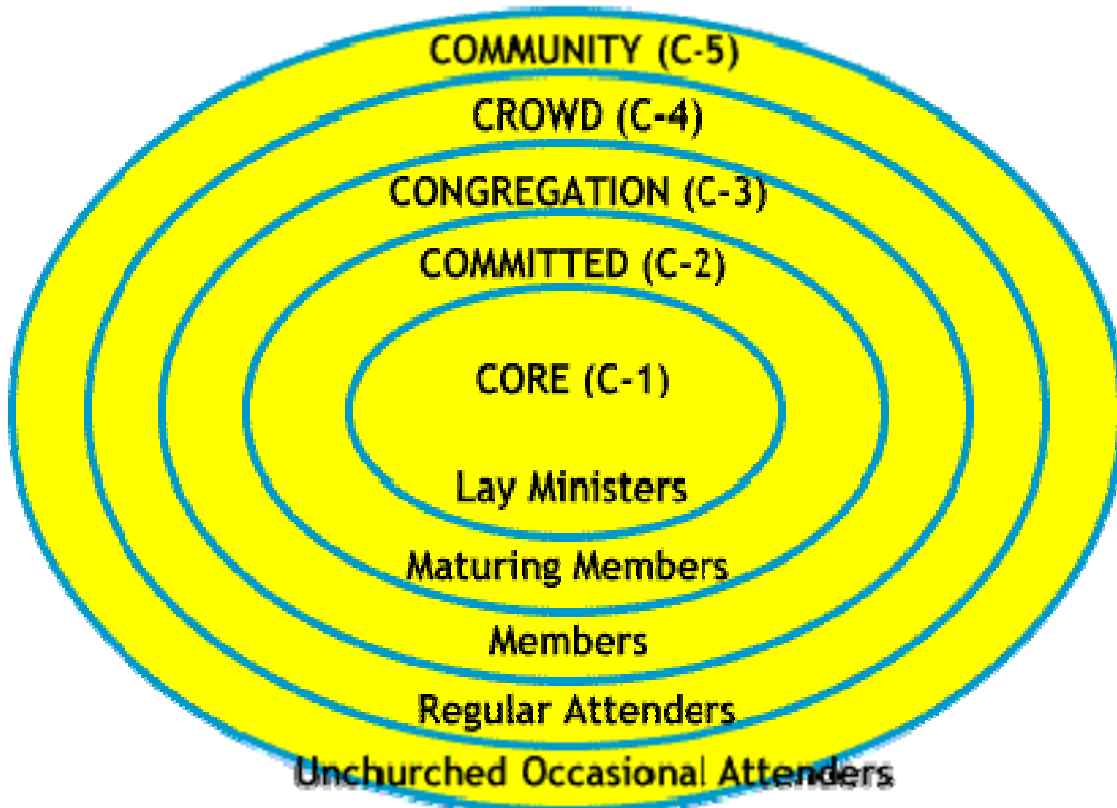 COMMUNITY (C-5)
CROWD (C-4)
CONGREGATION (C-3)
COMMITTED (C-2)
CORE (C-1)
Lay Ministers
Maturing Members
Members
Regular Attenders
Unchurched Occasional Attenders